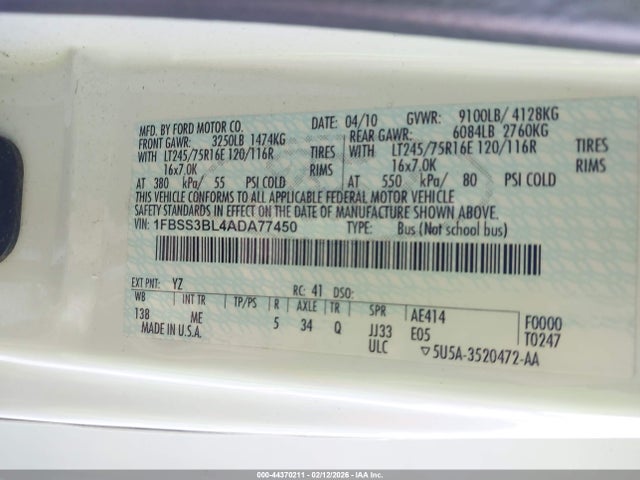 MFD. BY FORD MOTOR CO. DATE: 04/10 GVWR: 9100LB/ 4128KG
FRONT GAWR: 3250LB 1474KG REAR GAWR: 6084LB 2760KG
WITH LT245/75R16E 120/116R TIRES WITH LT245/75R16E 120/116R TIRES
16x7.0K RIMS 16x7.0K RIMS
AT 380 kPa/ 55 PSI COLD AT 550 kPa/ 80 PSI COLD
THIS VEHICLE CONFORMS TO ALL APPLICABLE FEDERAL MOTOR VEHICLE
SAFETY STANDARDS IN EFFECT ON THE DATE OF MANUFACTURE SHOWN ABOVE.
VIN: 1FBSS3BL4ADA77450 TYPE: Bus (Not school bus)
EXT PNT: YZ RC: 41 DSO:
WB INT TR TP/PS R AXLE TR SPR AE414 F0000
138 ME 5 34 Q JJ33 E05 T0247
MADE IN U.S.A. ULC ▽5U5A-3520472-AA
000-44370211 - 02/12/2026 - IAA Inc.